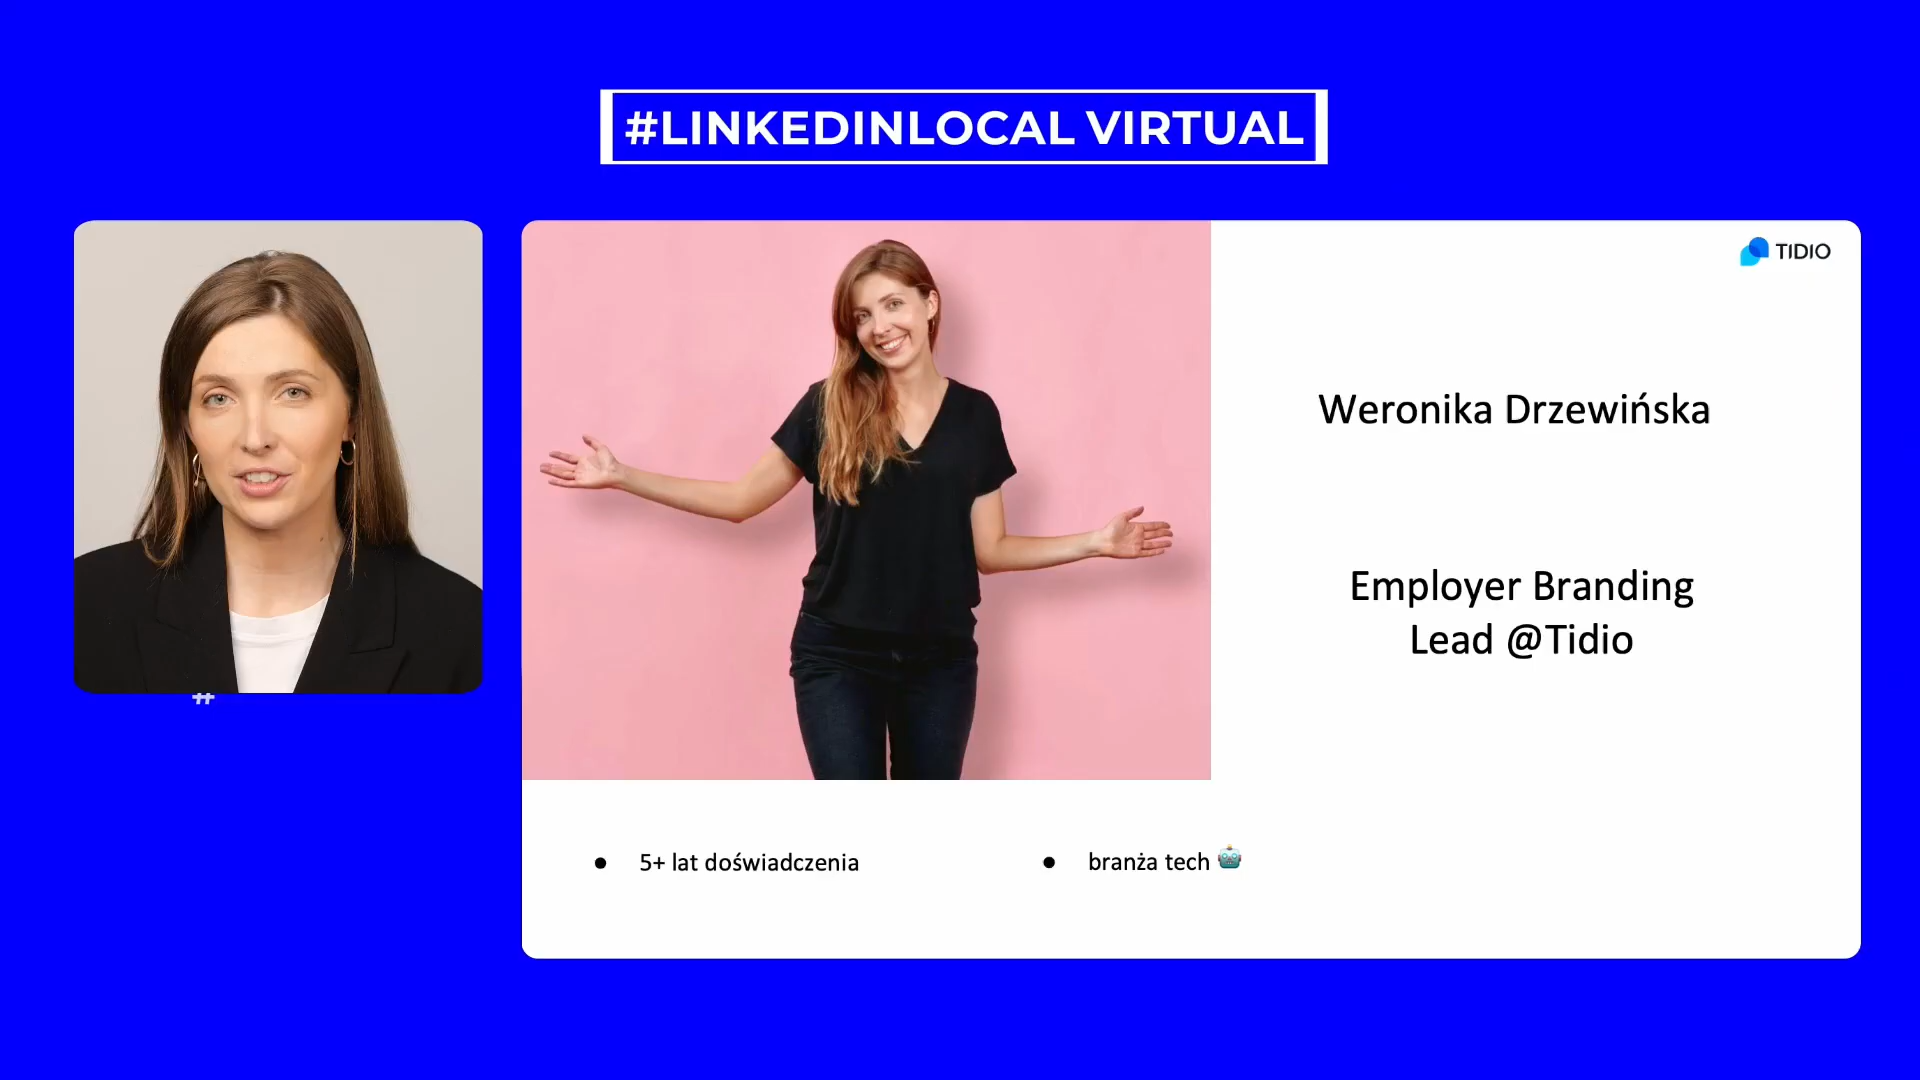 #LINKEDINLOCAL VIRTUAL
TIDIO
Weronika Drzewińska
Employer Branding
Lead @Tidio
#
• 5+ lat doświadczenia
• branża tech 🤖